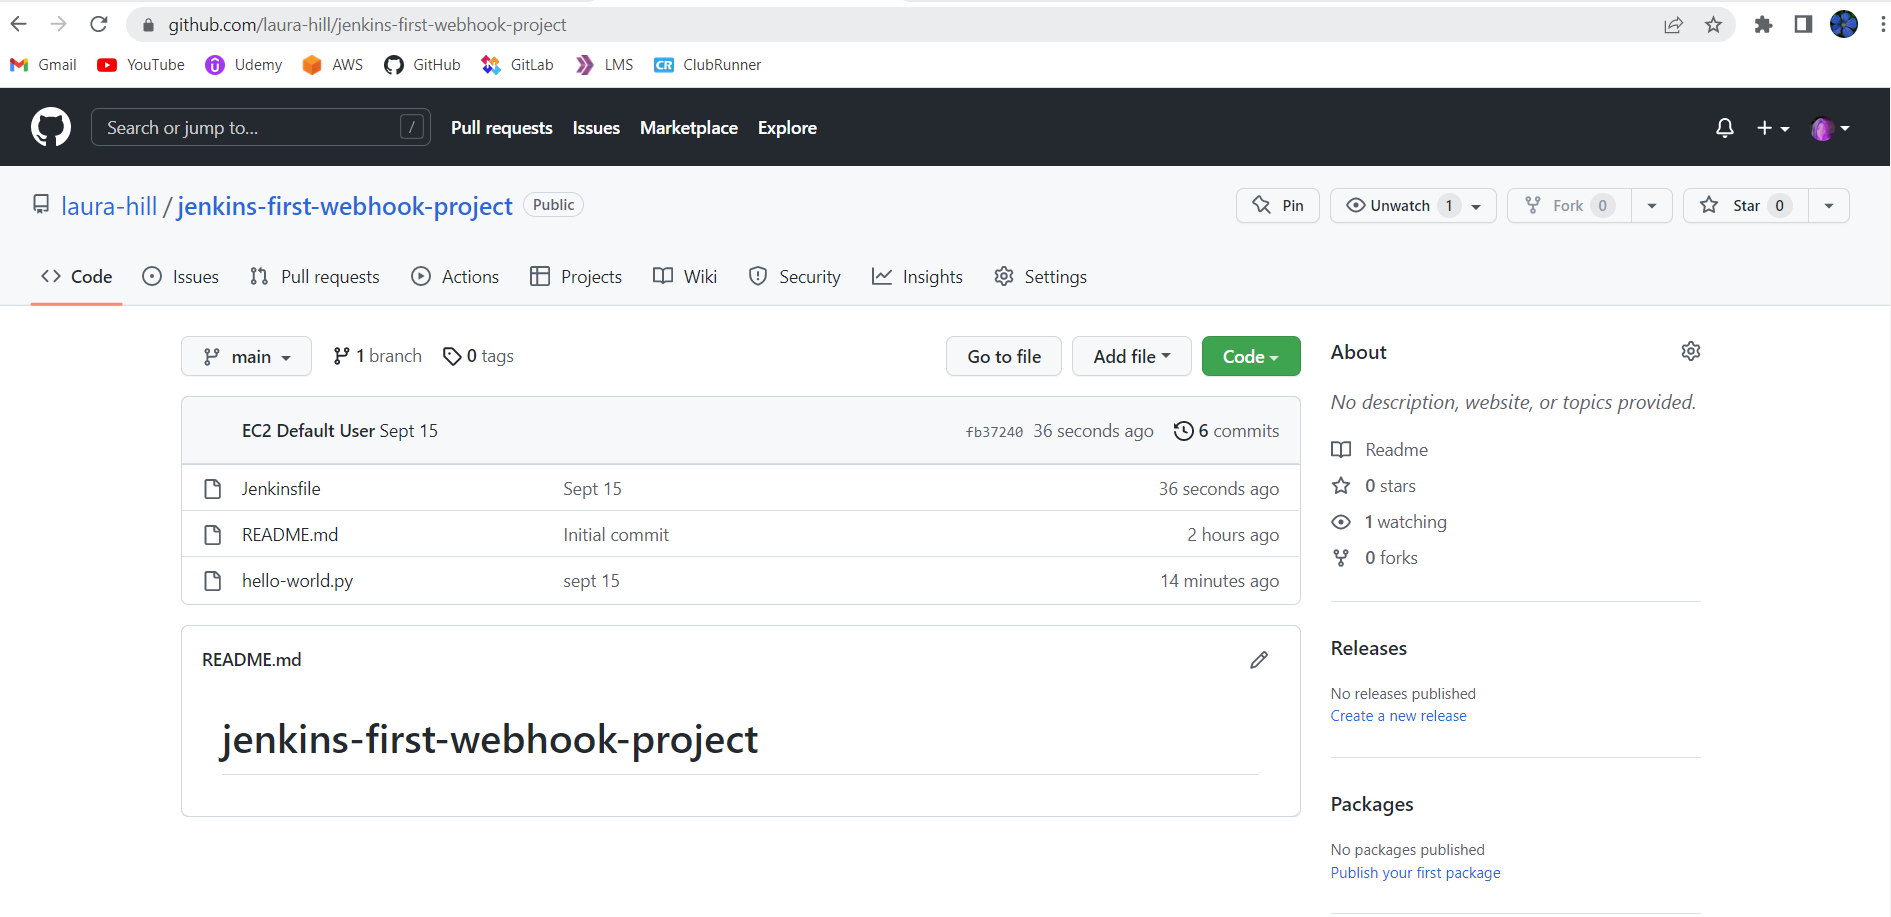 github.com/laura-hill/jenkins-first-webhook-project
Gmail YouTube Udemy AWS GitHub GitLab LMS CR ClubRunner
Search or jump to... / Pull requests Issues Marketplace Explore
laura-hill / jenkins-first-webhook-project Public Pin Unwatch 1 Fork 0 Star 0
Code Issues Pull requests Actions Projects Wiki Security Insights Settings
main 1 branch 0 tags Go to file Add file Code
EC2 Default User Sept 15 fb37240 36 seconds ago 6 commits
Jenkinsfile Sept 15 36 seconds ago
README.md Initial commit 2 hours ago
hello-world.py sept 15 14 minutes ago
README.md
jenkins-first-webhook-project
About
No description, website, or topics provided.
Readme
0 stars
1 watching
0 forks
Releases
No releases published
Create a new release
Packages
No packages published
Publish your first package